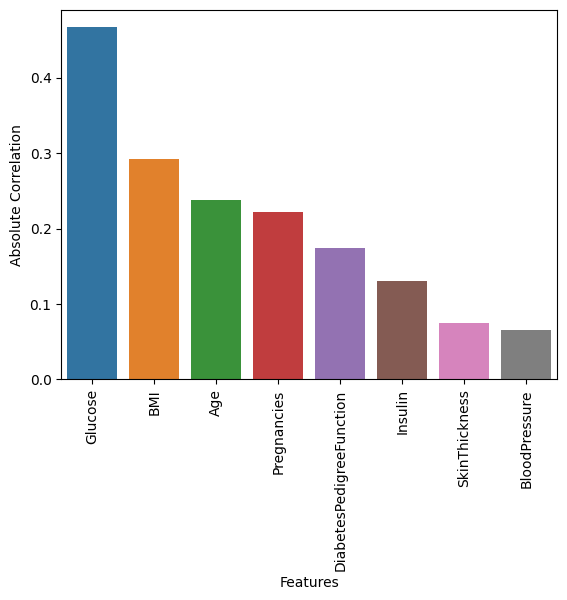 Absolute Correlation
0.4
0.3
0.2
0.1
0.0
Glucose
BMI
Age
Pregnancies
DiabetesPedigreeFunction
Insulin
SkinThickness
BloodPressure
Features